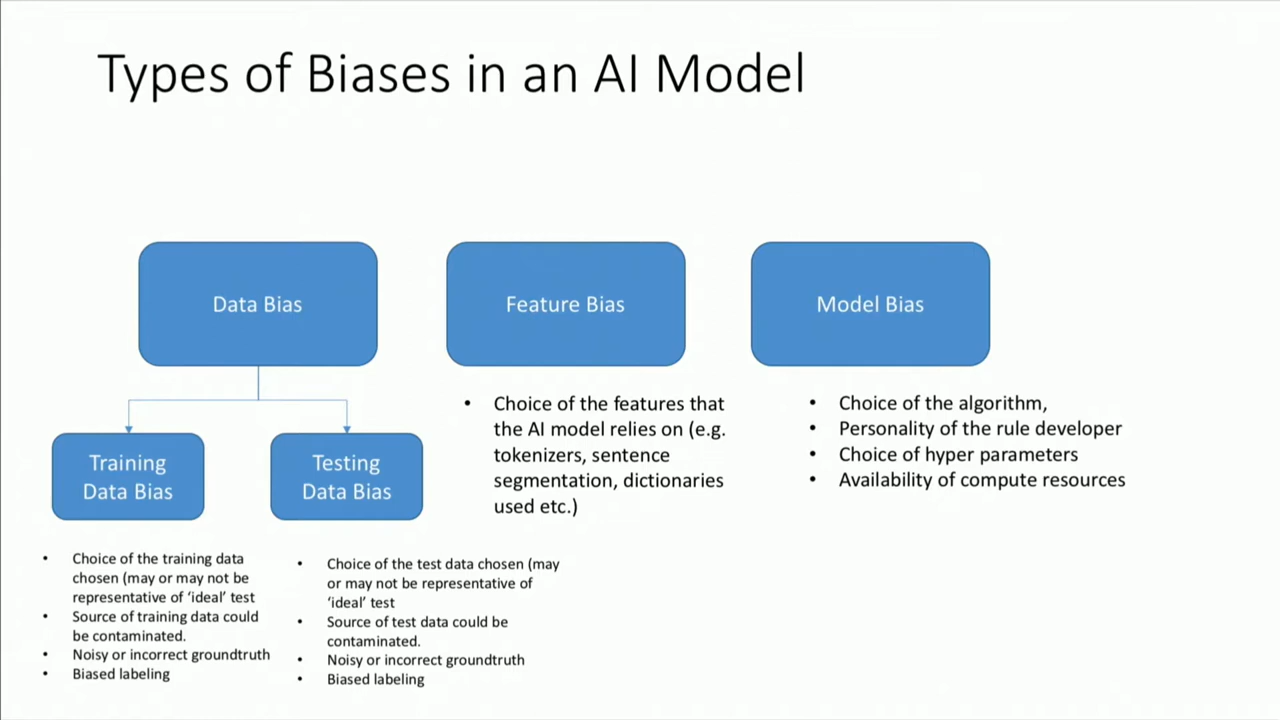 Types of Biases in an AI Model
Data Bias
Feature Bias
Model Bias
Training
Data Bias
Testing
Data Bias
• Choice of the features that
the AI model relies on (e.g.
tokenizers, sentence
segmentation, dictionaries
used etc.)
• Choice of the algorithm,
• Personality of the rule developer
• Choice of hyper parameters
• Availability of compute resources
• Choice of the training data
chosen (may or may not be
representative of ‘ideal’ test
• Source of training data could
be contaminated.
• Noisy or incorrect groundtruth
• Biased labeling
• Choice of the test data chosen (may
or may not be representative of
‘ideal’ test
• Source of test data could be
contaminated.
• Noisy or incorrect groundtruth
• Biased labeling